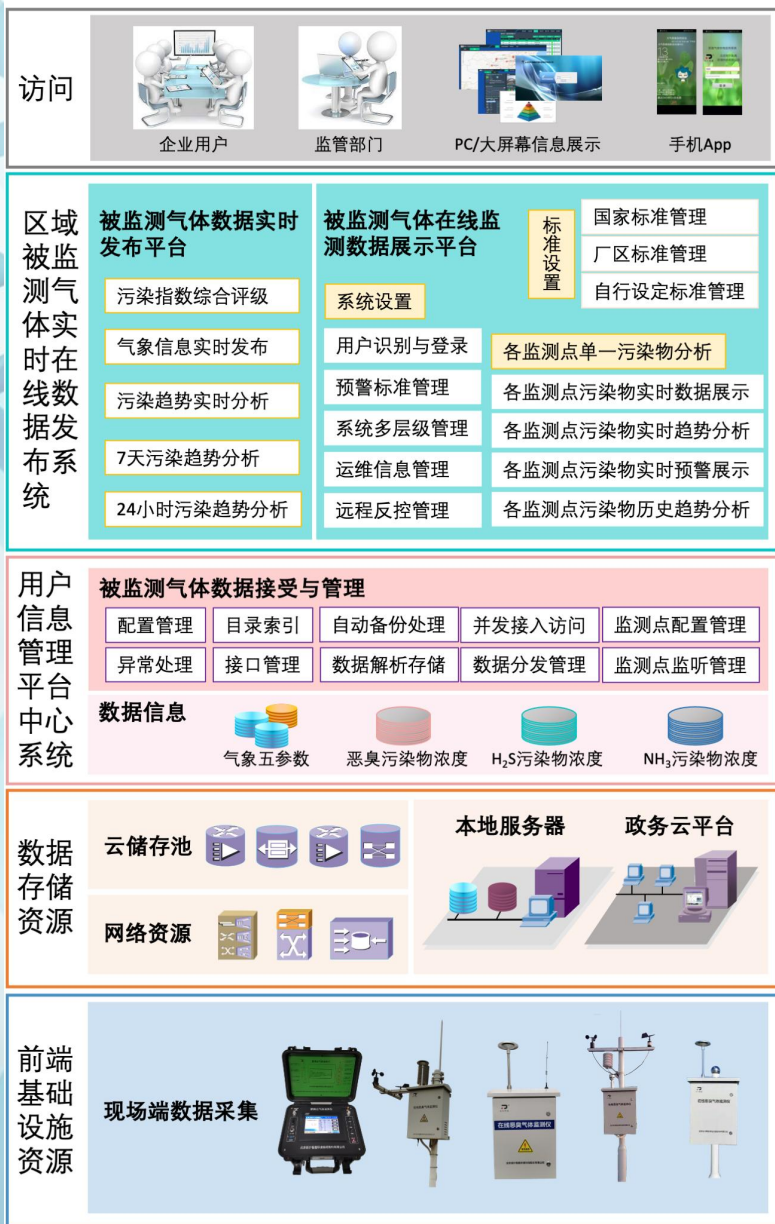 访问
企业用户
监管部门
PC/大屏幕信息展示
手机App
区域
被监
测气
体实
时在
线数
据发
布系
统
被监测气体数据实时
发布平台
污染指数综合评级
气象信息实时发布
污染趋势实时分析
7天污染趋势分析
24小时污染趋势分析
被监测气体在线监
测数据展示平台
标准设置
国家标准管理
厂区标准管理
自行设定标准管理
系统设置
用户识别与登录
预警标准管理
系统多层级管理
运维信息管理
远程反控管理
各监测点单一污染物分析
各监测点污染物实时数据展示
各监测点污染物实时趋势分析
各监测点污染物实时预警展示
各监测点污染物历史趋势分析
用户
信息
管理
平台
中心
系统
被监测气体数据接受与管理
配置管理
目录索引
自动备份处理
并发接入访问
监测点配置管理
异常处理
接口管理
数据解析存储
数据分发管理
监测点监听管理
数据信息
气象五参数
恶臭污染物浓度
H₂S污染物浓度
NH₃污染物浓度
数据
存储
资源
云储存池
网络资源
本地服务器
政务云平台
前端
基础
设施
资源
现场端数据采集
在线恶臭气体监测仪